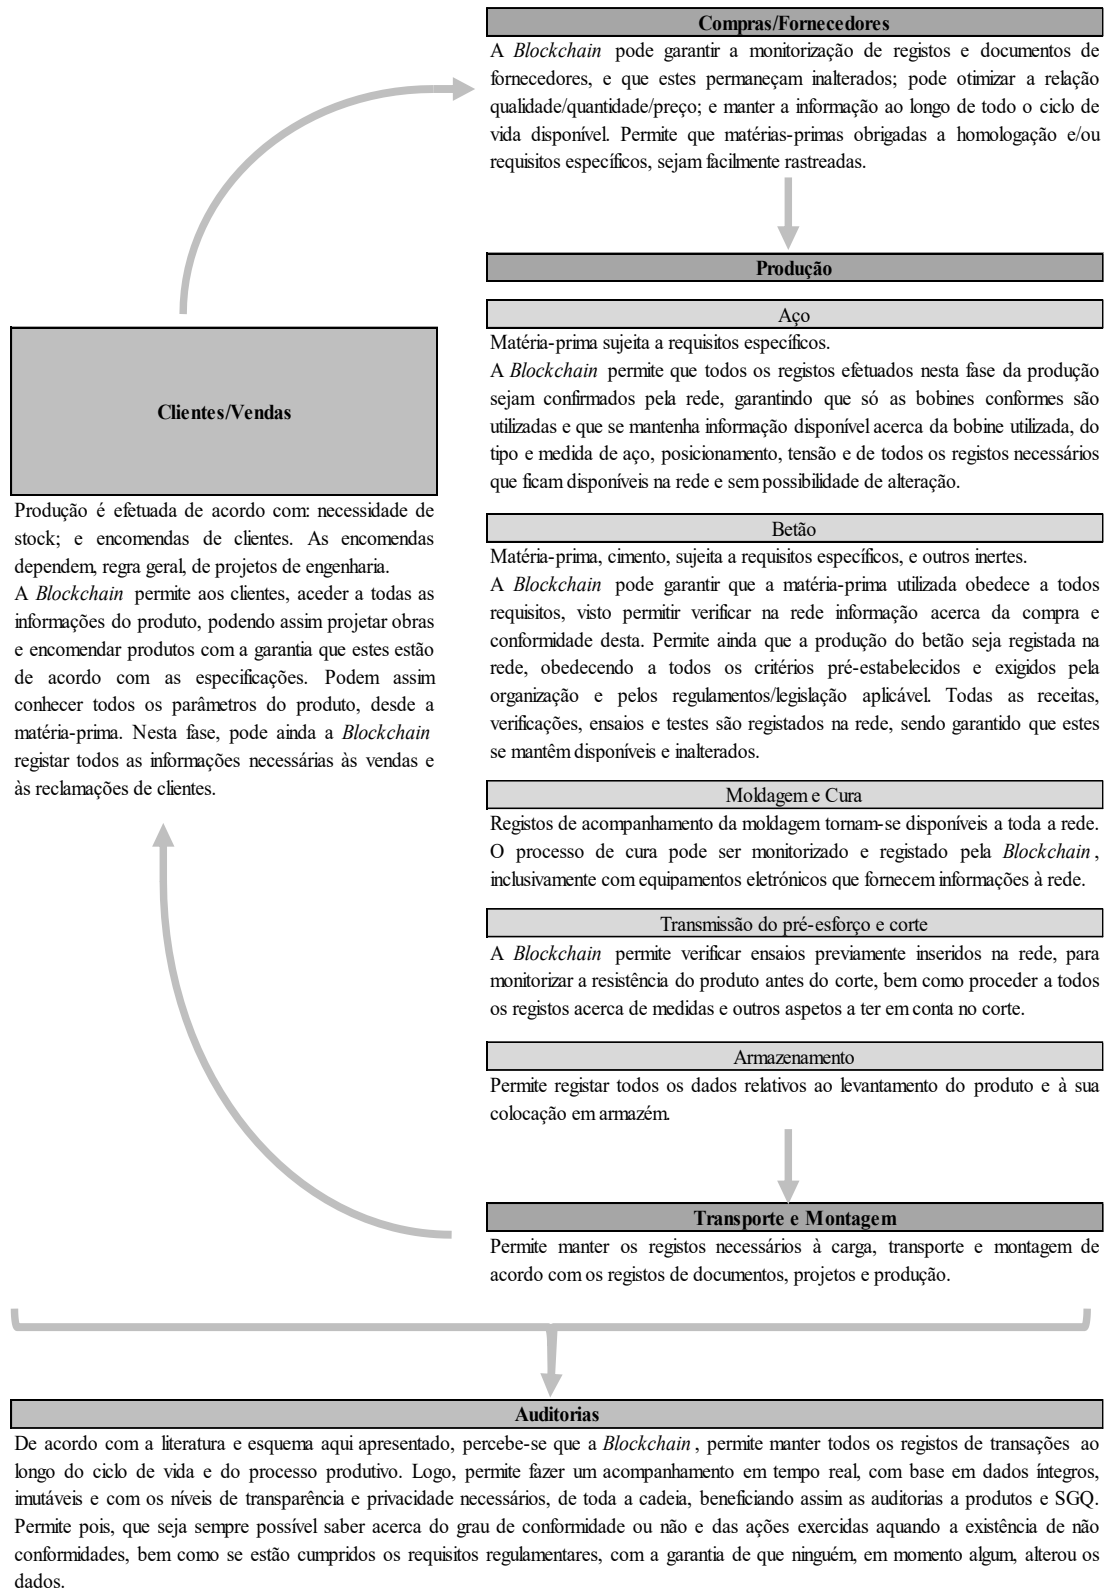 Compras/Fornecedores
A Blockchain pode garantir a monitorização de registos e documentos de
fornecedores, e que estes permaneçam inalterados; pode otimizar a relação
qualidade/quantidade/preço; e manter a informação ao longo de todo o ciclo de
vida disponível. Permite que matérias-primas obrigadas a homologação e/ou
requisitos específicos, sejam facilmente rastreadas.
Produção
Aço
Matéria-prima sujeita a requisitos específicos.
A Blockchain permite que todos os registos efetuados nesta fase da produção
sejam confirmados pela rede, garantindo que só as bobines conformes são
utilizadas e que se mantenha informação disponível acerca da bobine utilizada, do
tipo e medida de aço, posicionamento, tensão e de todos os registos necessários
que ficam disponíveis na rede e sem possibilidade de alteração.
Betão
Matéria-prima, cimento, sujeita a requisitos específicos, e outros inertes.
A Blockchain pode garantir que a matéria-prima utilizada obedece a todos
requisitos, visto permitir verificar na rede informação acerca da compra e
conformidade desta. Permite ainda que a produção do betão seja registada na
rede, obedecendo a todos os critérios pré-estabelecidos e exigidos pela
organização e pelos regulamentos/legislação aplicável. Todas as receitas,
verificações, ensaios e testes são registados na rede, sendo garantido que estes
se mantêm disponíveis e inalterados.
Moldagem e Cura
Registos de acompanhamento da moldagem tornam-se disponíveis a toda a rede.
O processo de cura pode ser monitorizado e registado pela Blockchain,
inclusivamente com equipamentos eletrónicos que fornecem informações à rede.
Transmissão do pré-esforço e corte
A Blockchain permite verificar ensaios previamente inseridos na rede, para
monitorizar a resistência do produto antes do corte, bem como proceder a todos
os registos acerca de medidas e outros aspetos a ter em conta no corte.
Armazenamento
Permite registar todos os dados relativos ao levantamento do produto e à sua
colocação em armazém.
Transporte e Montagem
Permite manter os registos necessários à carga, transporte e montagem de
acordo com os registos de documentos, projetos e produção.
Clientes/Vendas
Produção é efetuada de acordo com: necessidade de
stock; e encomendas de clientes. As encomendas
dependem, regra geral, de projetos de engenharia.
A Blockchain permite aos clientes, aceder a todas as
informações do produto, podendo assim projetar obras
e encomendar produtos com a garantia que estes estão
de acordo com as especificações. Podem assim
conhecer todos os parâmetros do produto, desde a
matéria-prima. Nesta fase, pode ainda a Blockchain
registar todos as informações necessárias às vendas e
às reclamações de clientes.
Auditorias
De acordo com a literatura e esquema aqui apresentado, percebe-se que a Blockchain, permite manter todos os registos de transações ao
longo do ciclo de vida e do processo produtivo. Logo, permite fazer um acompanhamento em tempo real, com base em dados íntegros,
imutáveis e com os níveis de transparência e privacidade necessários, de toda a cadeia, beneficiando assim as auditorias a produtos e SGQ.
Permite pois, que seja sempre possível saber acerca do grau de conformidade ou não e das ações exercidas aquando a existência de não
conformidades, bem como se estão cumpridos os requisitos regulamentares, com a garantia de que ninguém, em momento algum, alterou os
dados.